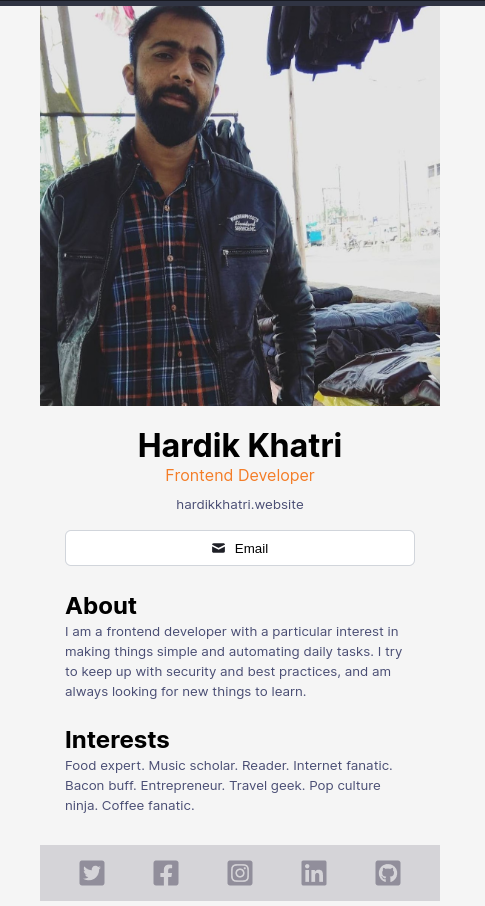 Hardik Khatri
Frontend Developer
hardikkhatri.website
Email
About
I am a frontend developer with a particular interest in
making things simple and automating daily tasks. I try
to keep up with security and best practices, and am
always looking for new things to learn.
Interests
Food expert. Music scholar. Reader. Internet fanatic.
Bacon buff. Entrepreneur. Travel geek. Pop culture
ninja. Coffee fanatic.